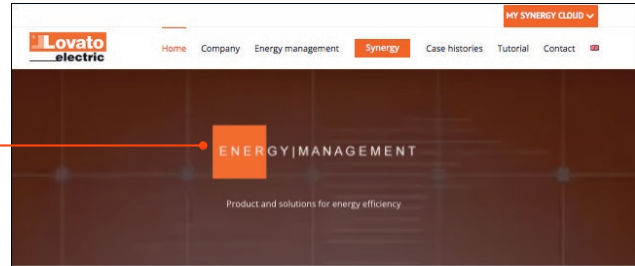 MY SYNERGY CLOUD
Lovato
electric
Home Company Energy management Synergy Case histories Tutorial Contact
ENERGY|MANAGEMENT
Product and solutions for energy efficiency